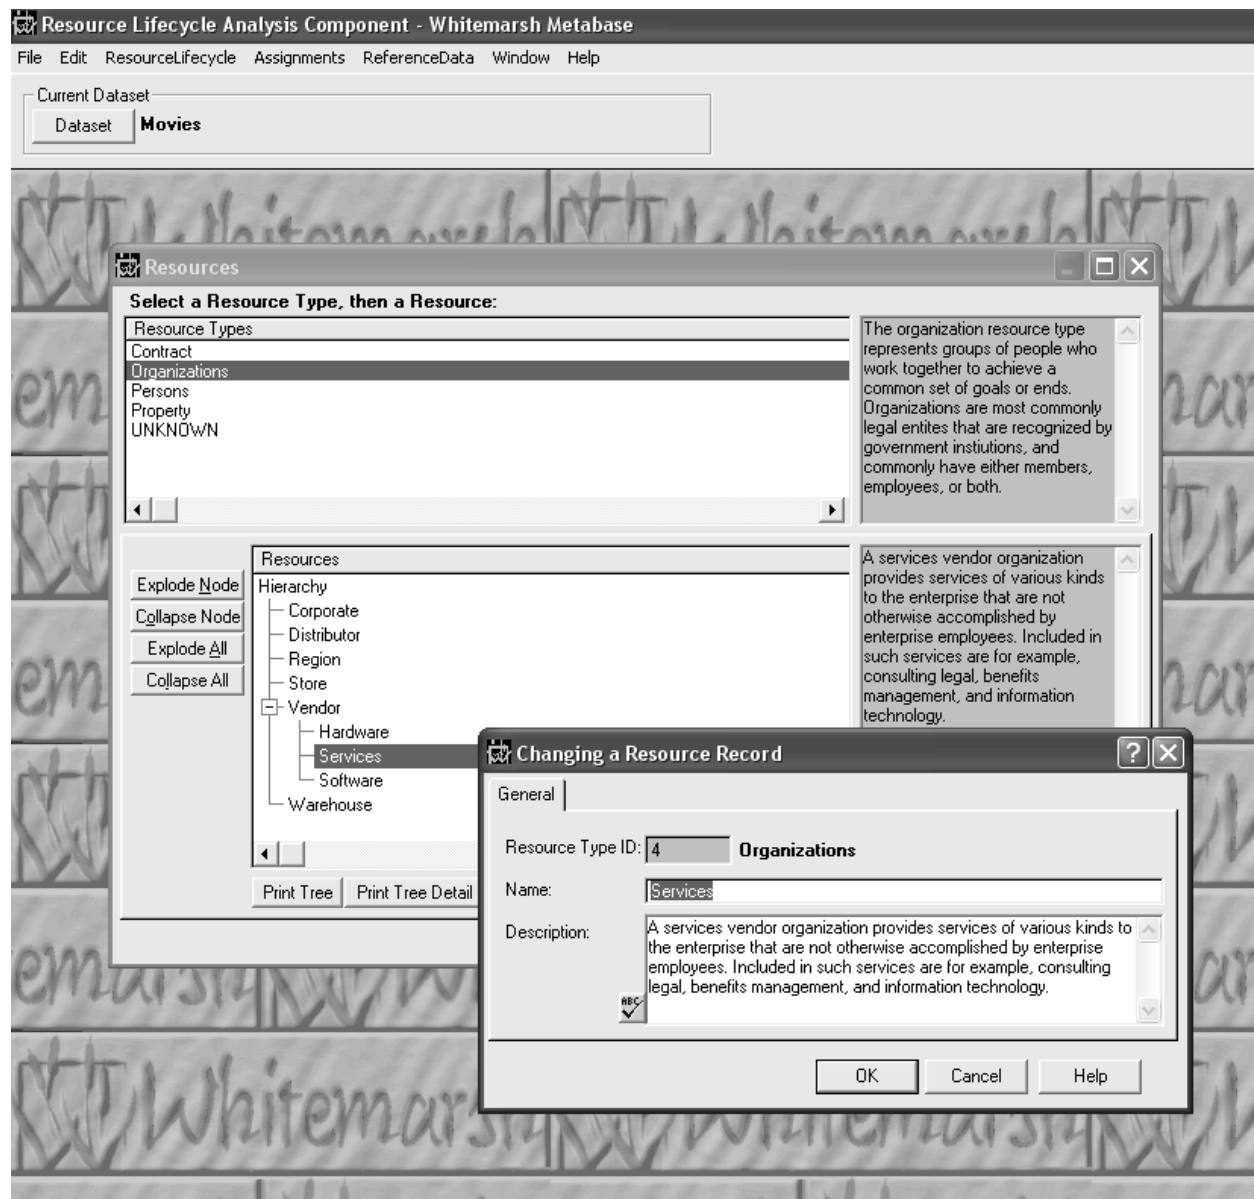 Resource Lifecycle Analysis Component - Whitemarsh Metabase
File Edit ResourceLifecycle Assignments ReferenceData Window Help
Current Dataset
Dataset Movies
Resources
Select a Resource Type, then a Resource:
Resource Types
Contract
Organizations
Persons
Property
UNKNOWN
The organization resource type
represents groups of people who
work together to achieve a
common set of goals or ends.
Organizations are most commonly
legal entites that are recognized by
government instiutions, and
commonly have either members,
employees, or both.
Explode Node
Collapse Node
Explode All
Collapse All
Resources
Hierarchy
Corporate
Distributor
Region
Store
Vendor
Hardware
Services
Software
Warehouse
A services vendor organization
provides services of various kinds
to the enterprise that are not
otherwise accomplished by
enterprise employees. Included in
such services are for example,
consulting legal, benefits
management, and information
technology.
Print Tree Print Tree Detail
Changing a Resource Record
General
Resource Type ID: 4 Organizations
Name: Services
Description: A services vendor organization provides services of various kinds to
the enterprise that are not otherwise accomplished by enterprise
employees. Included in such services are for example, consulting
legal, benefits management, and information technology.
ABC
OK Cancel Help
Whitemarsh